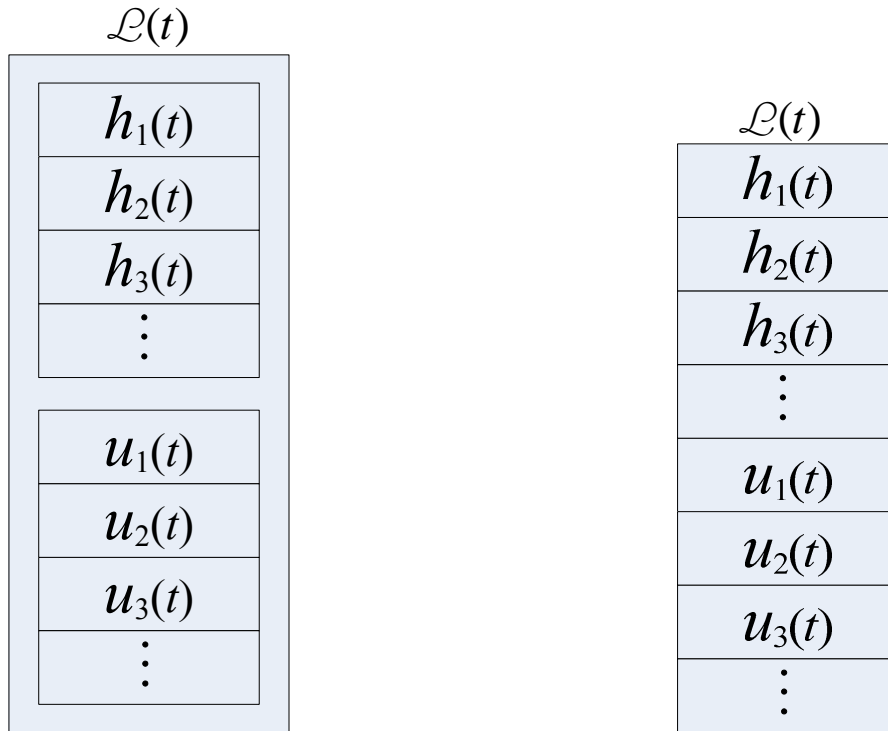 ℒ(t)
h₁(t)
h₂(t)
h₃(t)
⋮
u₁(t)
u₂(t)
u₃(t)
⋮
ℒ(t)
h₁(t)
h₂(t)
h₃(t)
⋮
u₁(t)
u₂(t)
u₃(t)
⋮